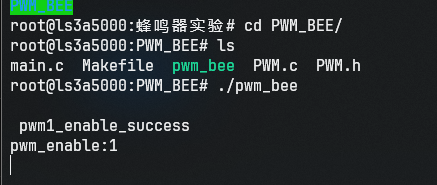 PWM_BEE
root@ls3a5000:蜂鸣器实验# cd PWM_BEE/
root@ls3a5000:PWM_BEE# ls
main.c  Makefile  pwm_bee  PWM.c  PWM.h
root@ls3a5000:PWM_BEE# ./pwm_bee
pwm1_enable_success
pwm_enable:1